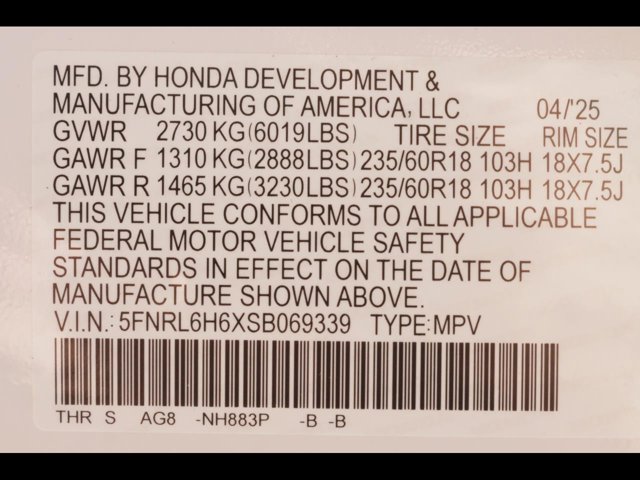 MFD. BY HONDA DEVELOPMENT &
MANUFACTURING OF AMERICA, LLC 04/'25
GVWR 2730 KG(6019LBS) TIRE SIZE RIM SIZE
GAWR F 1310 KG(2888LBS) 235/60R18 103H 18X7.5J
GAWR R 1465 KG(3230LBS) 235/60R18 103H 18X7.5J
THIS VEHICLE CONFORMS TO ALL APPLICABLE
FEDERAL MOTOR VEHICLE SAFETY
STANDARDS IN EFFECT ON THE DATE OF
MANUFACTURE SHOWN ABOVE.
V.I.N.: 5FNRL6H6XSB069339 TYPE:MPV
THR S AG8 -NH883P -B -B